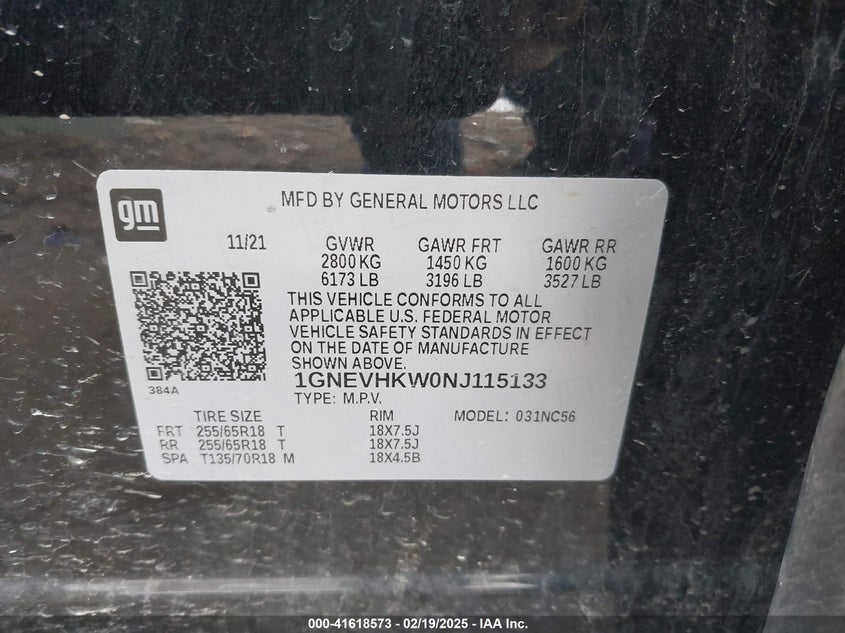 gm
MFD BY GENERAL MOTORS LLC
11/21 GVWR GAWR FRT GAWR RR
2800 KG 1450 KG 1600 KG
6173 LB 3196 LB 3527 LB
THIS VEHICLE CONFORMS TO ALL
APPLICABLE U.S. FEDERAL MOTOR
VEHICLE SAFETY STANDARDS IN EFFECT
ON THE DATE OF MANUFACTURE
SHOWN ABOVE.
384A
1GNEVHKW0NJ115133
TYPE: M.P.V.
TIRE SIZE RIM MODEL: 031NC56
FRT 255/65R18 T 18X7.5J
RR 255/65R18 T 18X7.5J
SPA T135/70R18 M 18X4.5B
000-41618573 - 02/19/2025 - IAA Inc.